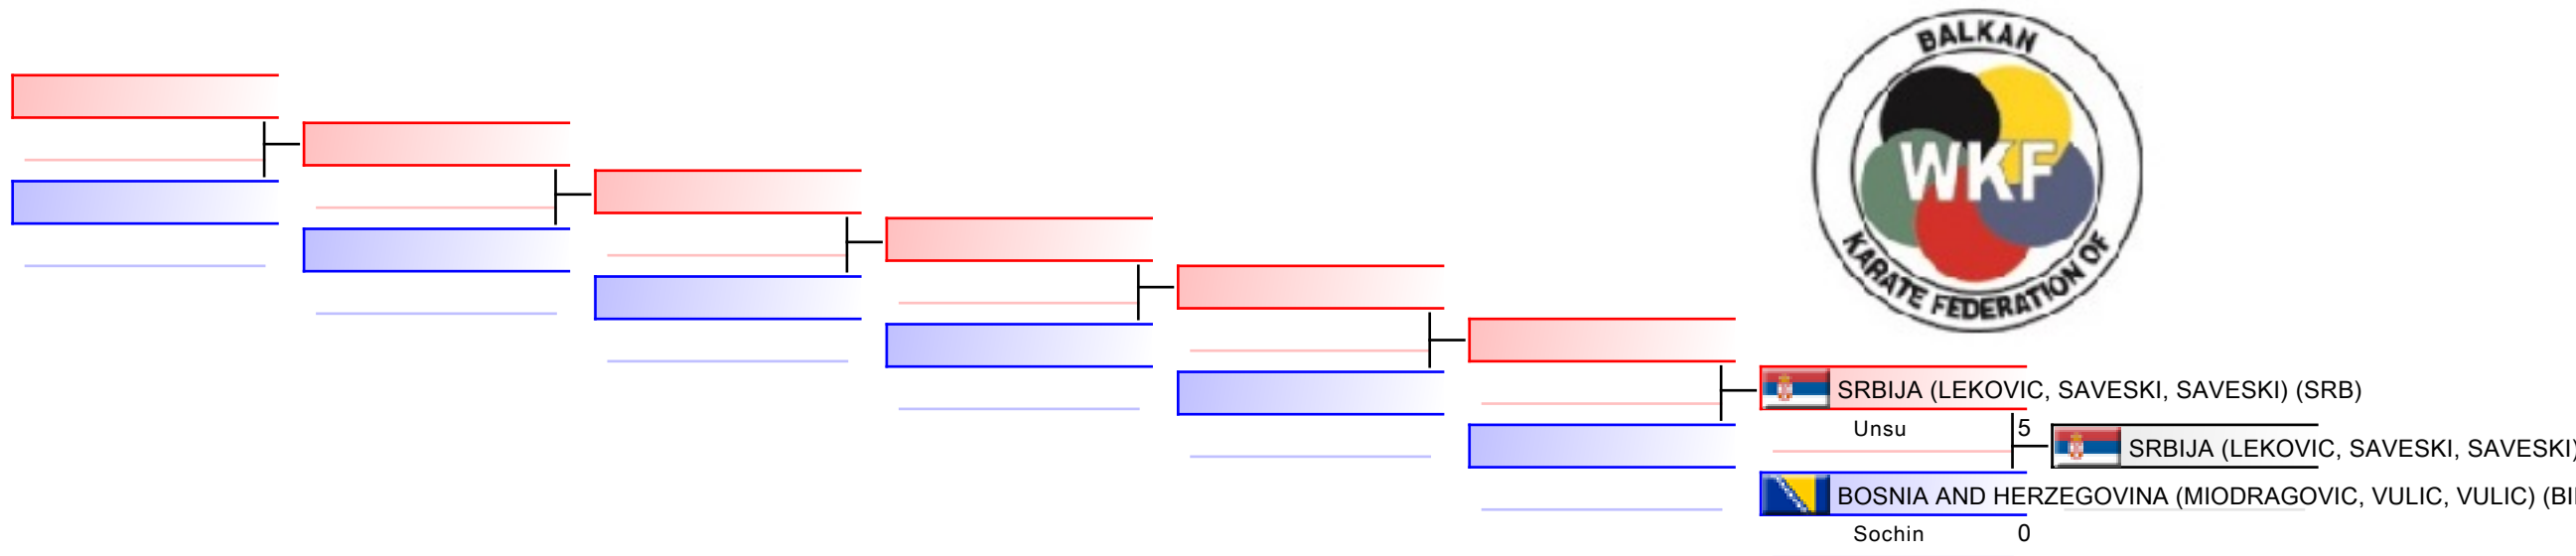 BALKAN
WKF
KARATE FEDERATION OF
SRBIJA (LEKOVIC, SAVESKI, SAVESKI) (SRB)
Unsu 5
SRBIJA (LEKOVIC, SAVESKI, SAVESKI)
BOSNIA AND HERZEGOVINA (MIODRAGOVIC, VULIC, VULIC) (BI
Sochin 0